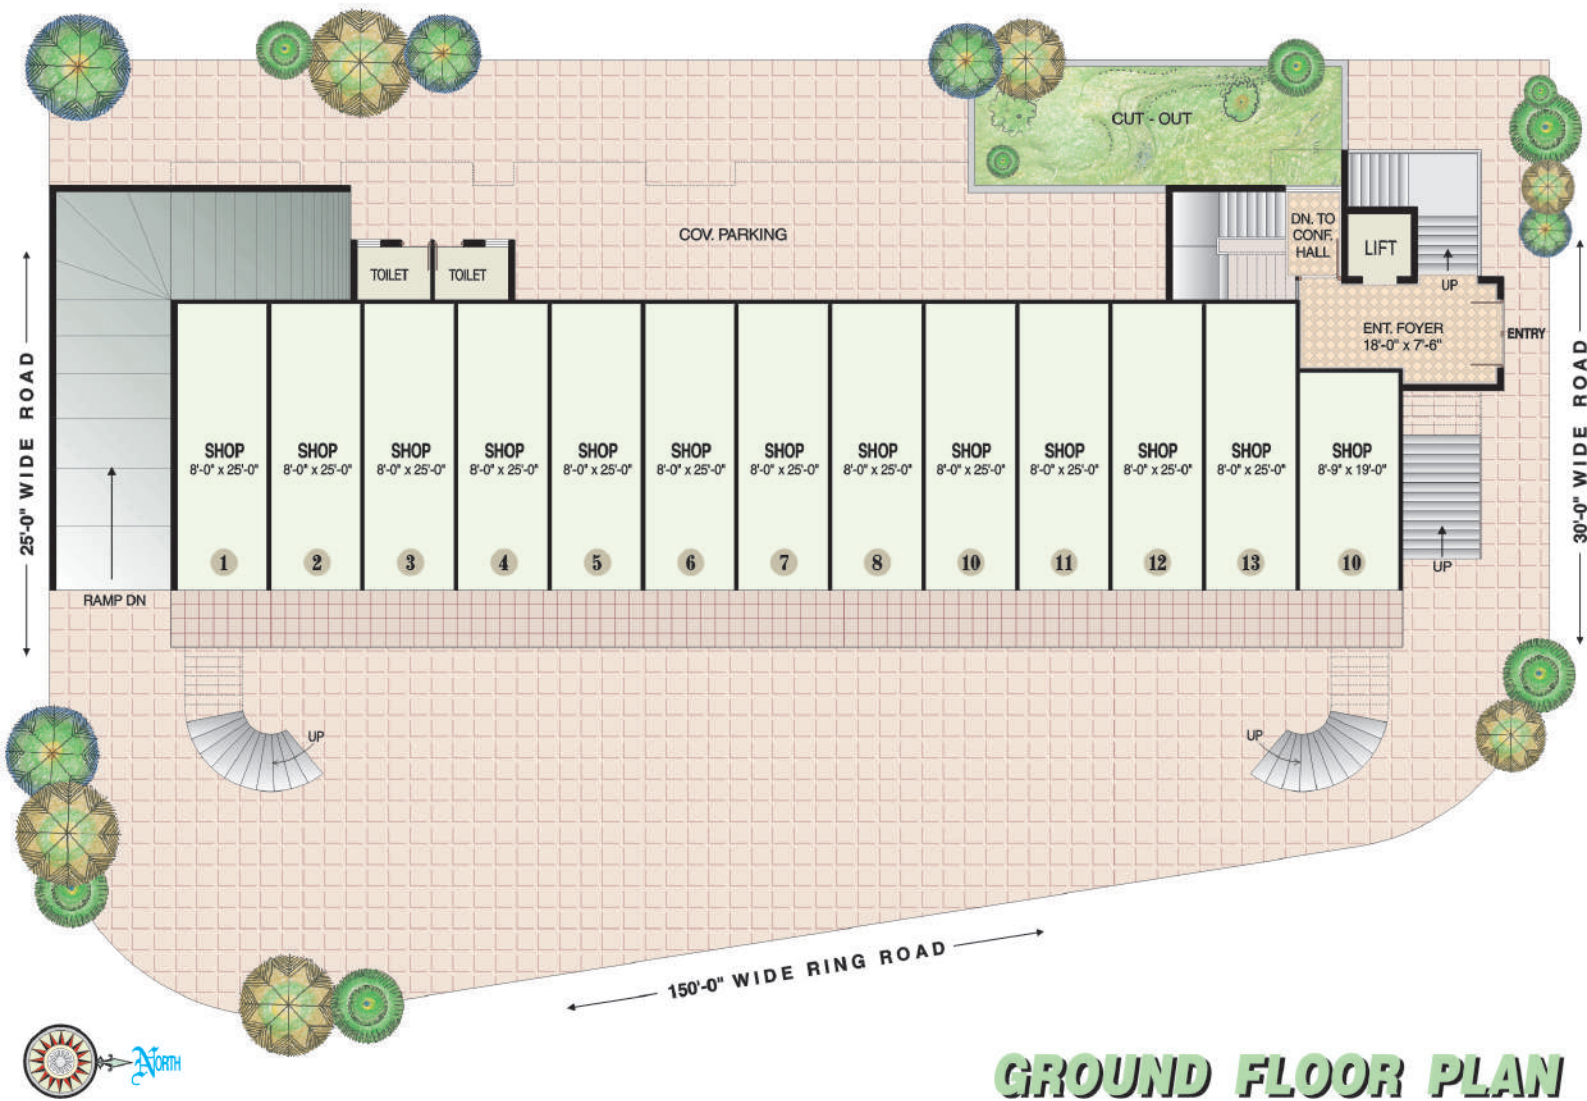 CUT - OUT
COV. PARKING
DN. TO
CONF.
HALL
LIFT
UP
TOILET
TOILET
ENT. FOYER
18'-0" x 7'-6"
ENTRY
25'-0" WIDE ROAD
30'-0" WIDE ROAD
SHOP
8'-0" x 25'-0"
1
SHOP
8'-0" x 25'-0"
2
SHOP
8'-0" x 25'-0"
3
SHOP
8'-0" x 25'-0"
4
SHOP
8'-0" x 25'-0"
5
SHOP
8'-0" x 25'-0"
6
SHOP
8'-0" x 25'-0"
7
SHOP
8'-0" x 25'-0"
8
SHOP
8'-0" x 25'-0"
10
SHOP
8'-0" x 25'-0"
11
SHOP
8'-0" x 25'-0"
12
SHOP
8'-0" x 25'-0"
13
SHOP
8'-9" x 19'-0"
10
UP
RAMP DN
UP
UP
150'-0" WIDE RING ROAD
NORTH
GROUND FLOOR PLAN